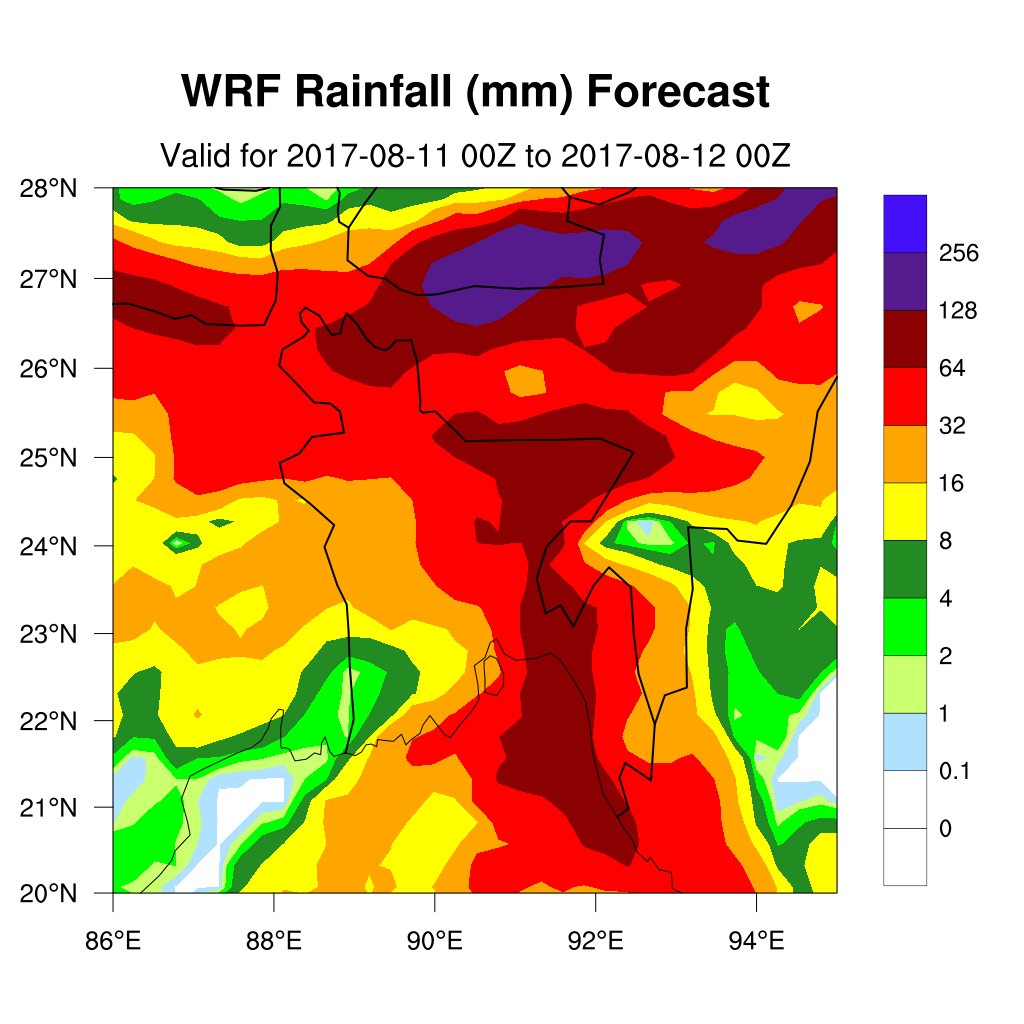 WRF Rainfall (mm) Forecast
Valid for 2017-08-11 00Z to 2017-08-12 00Z
28°N
27°N
26°N
25°N
24°N
23°N
22°N
21°N
20°N
86°E 88°E 90°E 92°E 94°E
256
128
64
32
16
8
4
2
1
0.1
0